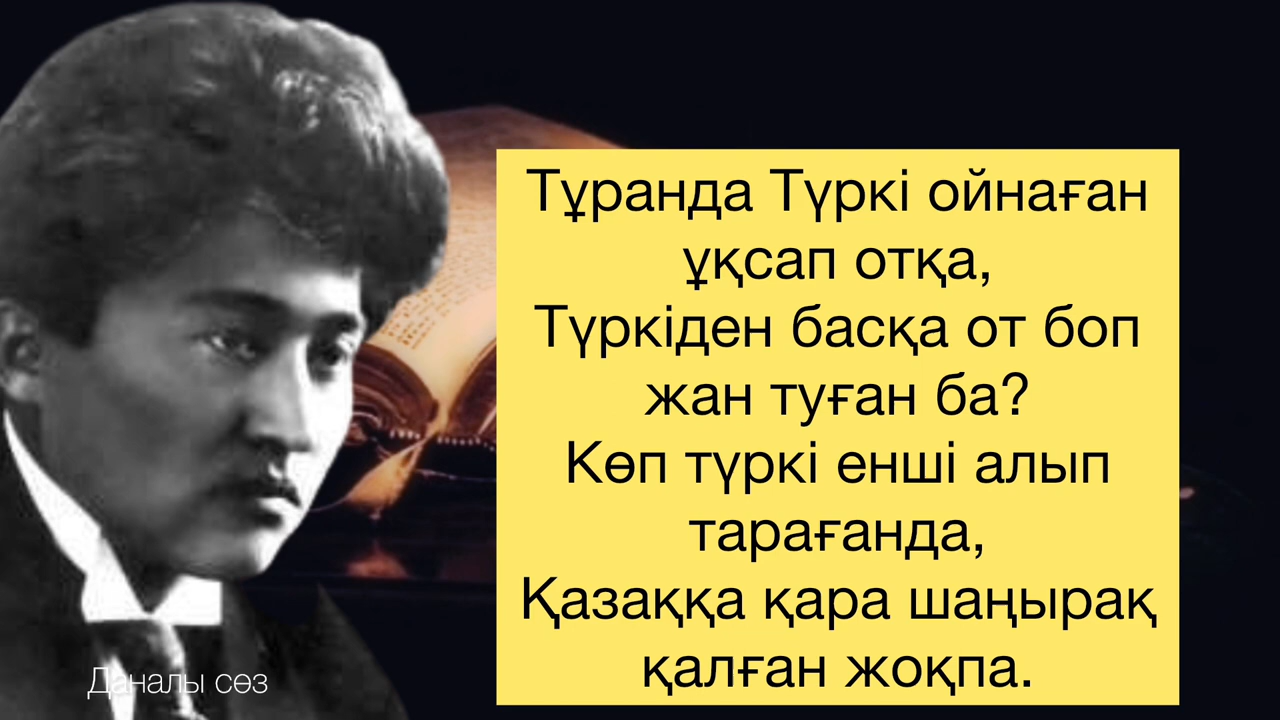 Тұранда Түркі ойнаған
ұқсап отқа,
Түркіден басқа от боп
жан туған ба?
Көп түркі енші алып
тарағанда,
Қазаққа қара шаңырақ
қалған жоқпа.
Даналы сөз